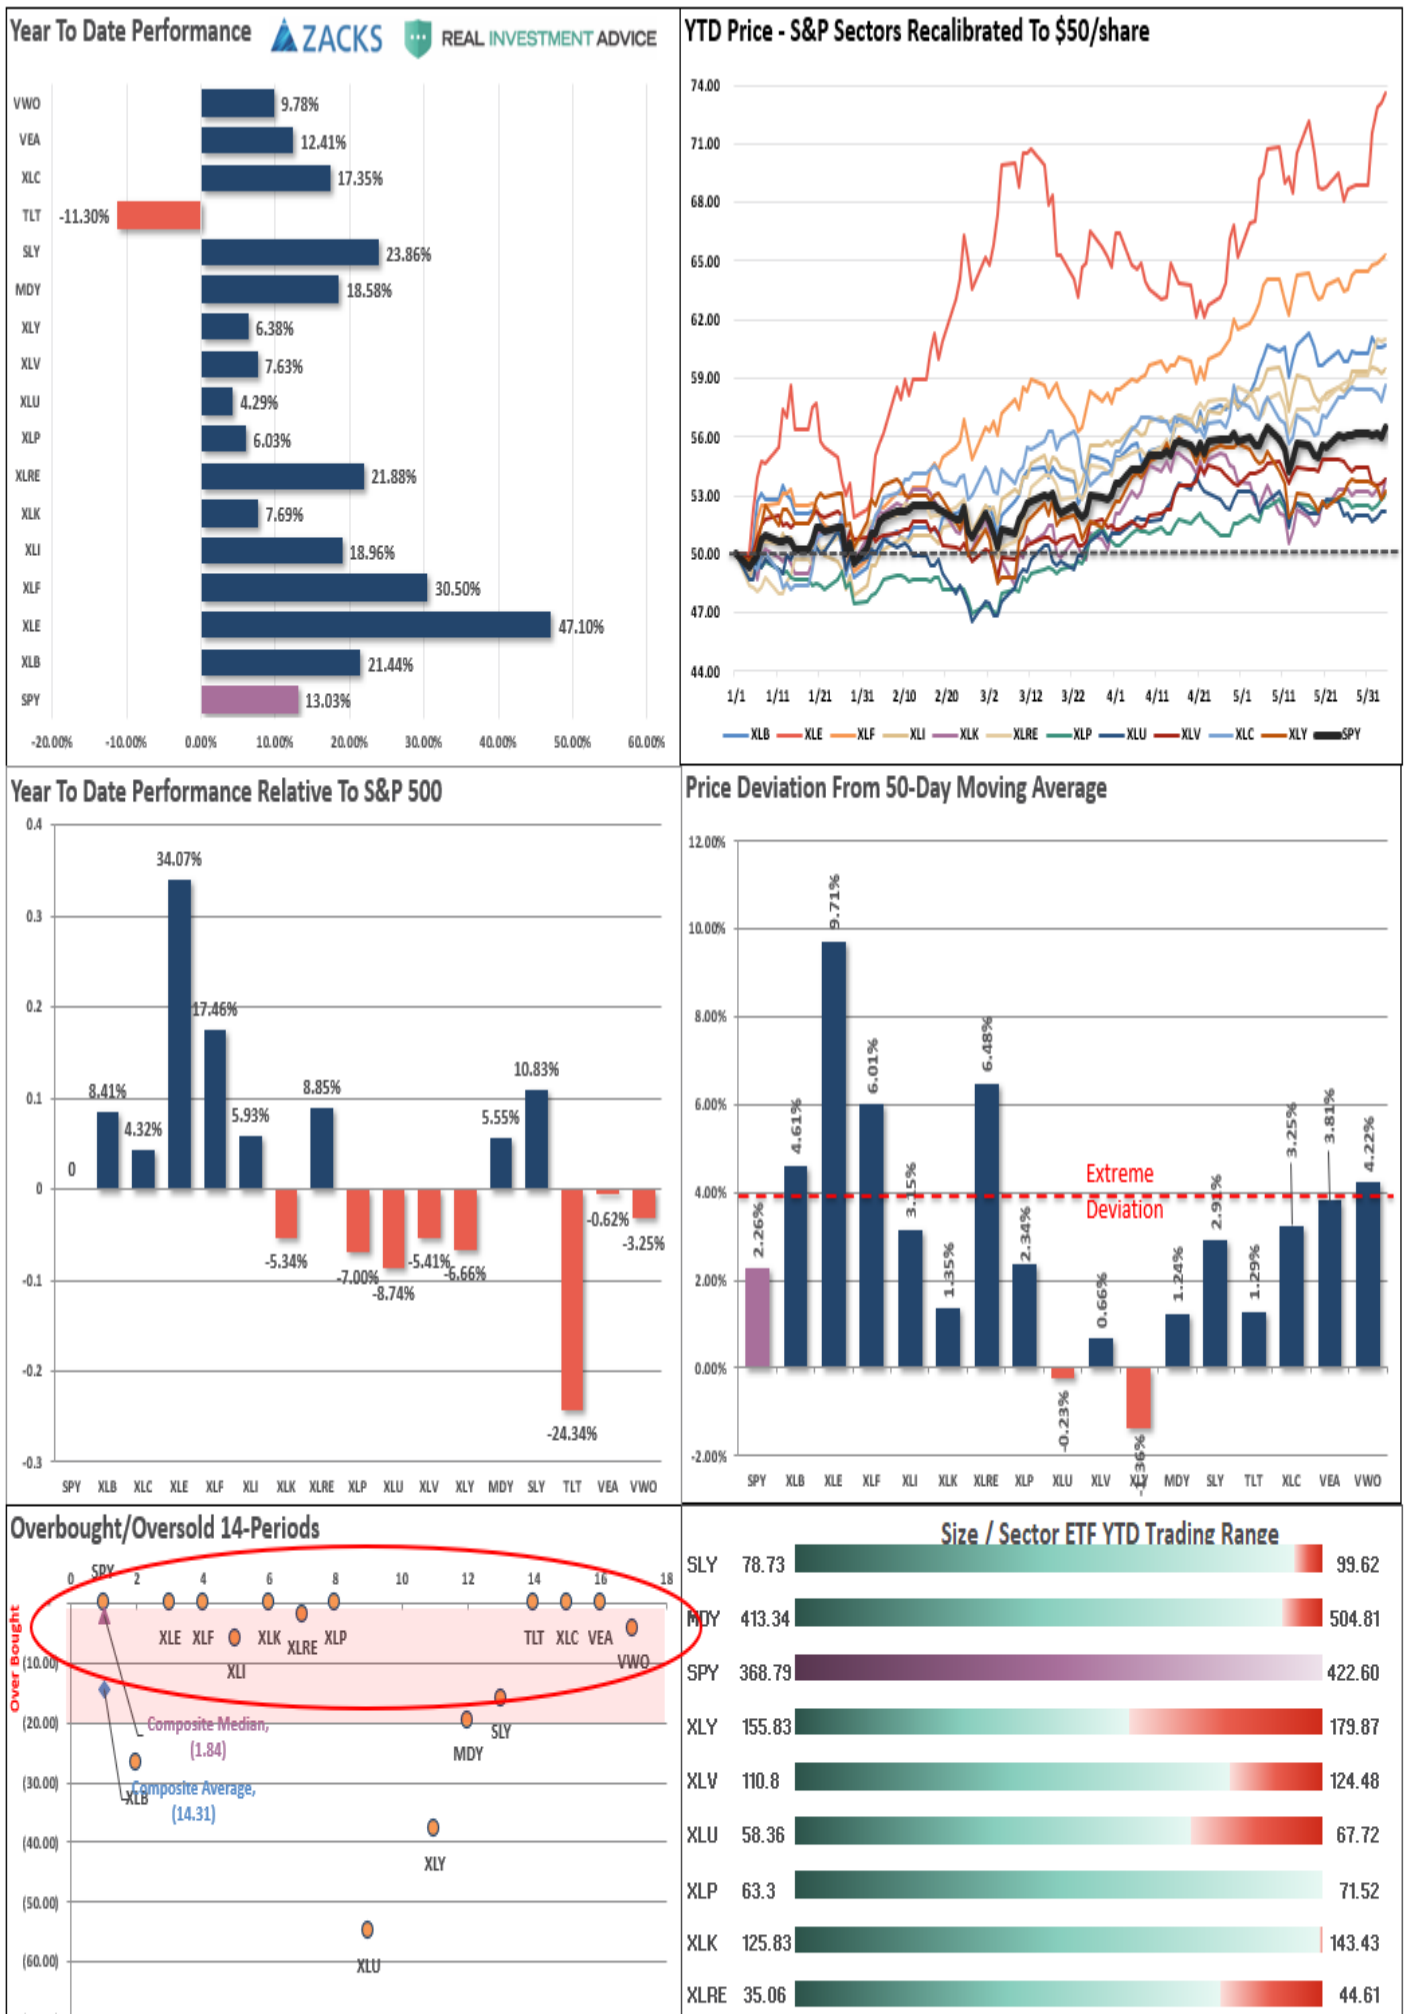 Year To Date Performance
ZACKS
REAL INVESTMENT ADVICE
VWO 9.78%
VEA 12.41%
XLC 17.35%
TLT -11.30%
SLY 23.86%
MDY 18.58%
XLY 6.38%
XLV 7.63%
XLU 4.29%
XLP 6.03%
XLRE 21.88%
XLK 7.69%
XLI 18.96%
XLF 30.50%
XLE 47.10%
XLB 21.44%
SPY 13.03%
-20.00% -10.00% 0.00% 10.00% 20.00% 30.00% 40.00% 50.00% 60.00%
YTD Price - S&P Sectors Recalibrated To $50/share
74.00
71.00
68.00
65.00
62.00
59.00
56.00
53.00
50.00
47.00
44.00
1/1 1/11 1/21 1/31 2/10 2/20 3/2 3/12 3/22 4/1 4/11 4/21 5/1 5/11 5/21 5/31
XLB XLE XLF XLI XLK XLRE XLP XLU XLV XLC XLY SPY
Year To Date Performance Relative To S&P 500
0.4
0.3
0.2
0.1
0
-0.1
-0.2
-0.3
0
8.41%
4.32%
34.07%
17.46%
5.93%
-5.34%
8.85%
-7.00%
-8.74%
-5.41%
-6.66%
5.55%
10.83%
-24.34%
-0.62%
-3.25%
SPY XLB XLC XLE XLF XLI XLK XLRE XLP XLU XLV XLY MDY SLY TLT VEA VWO
Price Deviation From 50-Day Moving Average
12.00%
10.00%
8.00%
6.00%
4.00%
2.00%
0.00%
-2.00%
2.26%
4.61%
9.71%
6.01%
3.15%
1.35%
6.48%
2.34%
-0.23%
0.66%
-1.36%
1.24%
2.91%
1.29%
3.25%
3.81%
4.22%
Extreme
Deviation
SPY XLB XLE XLF XLI XLK XLRE XLP XLU XLV XLY MDY SLY TLT XLC VEA VWO
Overbought/Oversold 14-Periods
SPY
0 2 4 6 8 10 12 14 16 18
Over Bought
(10.00)
(20.00)
(30.00)
(40.00)
(50.00)
(60.00)
XLE XLF XLK XLP TLT XLC VEA
XLRE
VWO
XLI
SLY
MDY
Composite Median,
(1.84)
Composite Average,
XLB
(14.31)
XLY
XLU
Size / Sector ETF YTD Trading Range
SLY 78.73 99.62
MDY 413.34 504.81
SPY 368.79 422.60
XLY 155.83 179.87
XLV 110.8 124.48
XLU 58.36 67.72
XLP 63.3 71.52
XLK 125.83 143.43
XLRE 35.06 44.61